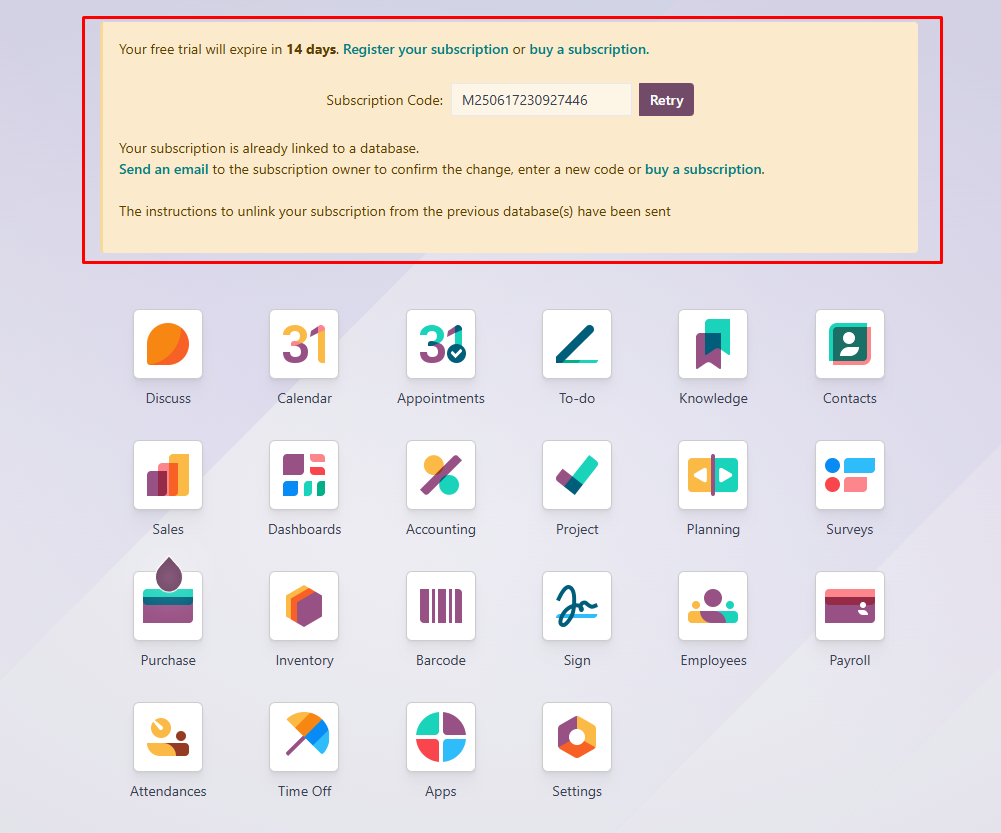 Your free trial will expire in 14 days. Register your subscription or buy a subscription.
Subscription Code: M250617230927446 Retry
Your subscription is already linked to a database.
Send an email to the subscription owner to confirm the change, enter a new code or buy a subscription.
The instructions to unlink your subscription from the previous database(s) have been sent
31 31
Discuss Calendar Appointments To-do Knowledge Contacts
Sales Dashboards Accounting Project Planning Surveys
Purchase Inventory Barcode Sign Employees Payroll
Attendances Time Off Apps Settings